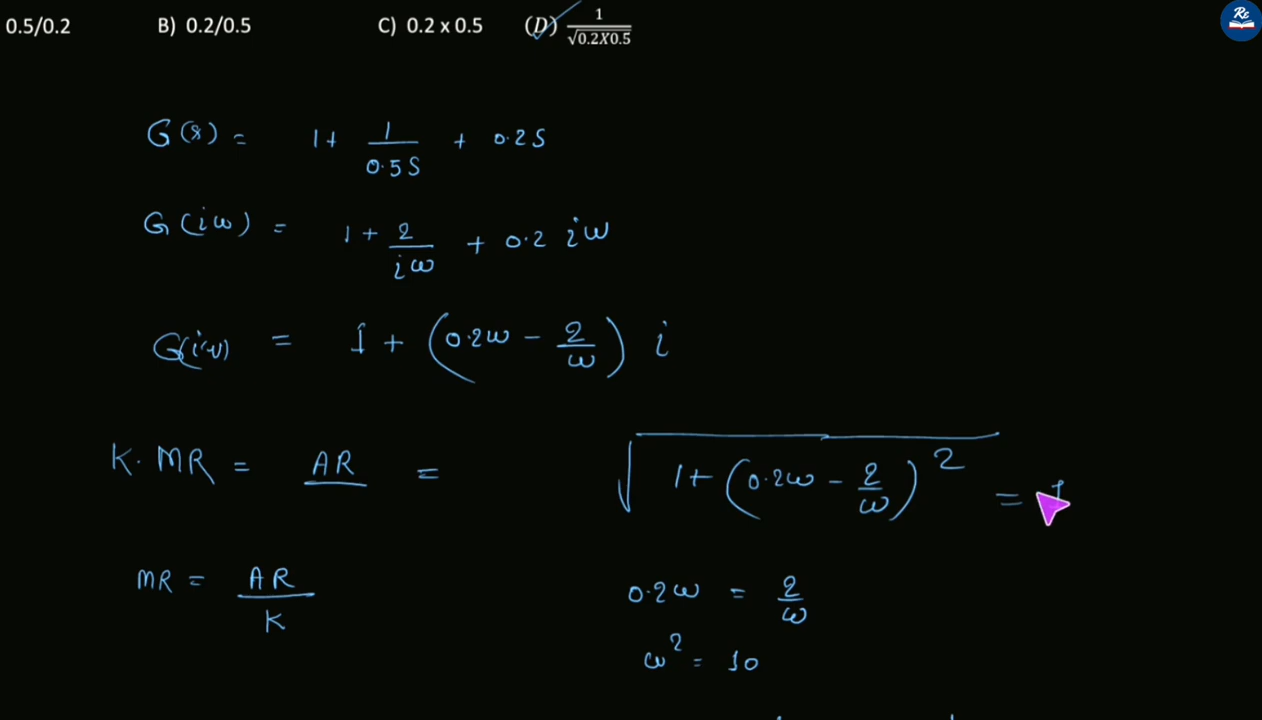 0.5/0.2 B) 0.2/0.5 C) 0.2 x 0.5 (D) 1/√0.2X0.5
Rc
G(s) = 1 + 1/0.5S + 0.2S
G(iω) = 1 + 2/iω + 0.2 iω
G(iω) = 1 + (0.2ω - 2/ω) i
K. MR = AR = √1+(0.2ω - 2/ω)² = 1
MR = AR/K
0.2ω = 2/ω
ω² = 10